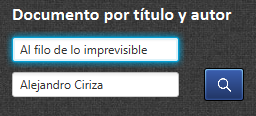 Documento por título y autor
Al filo de lo imprevisible
Alejandro Ciriza